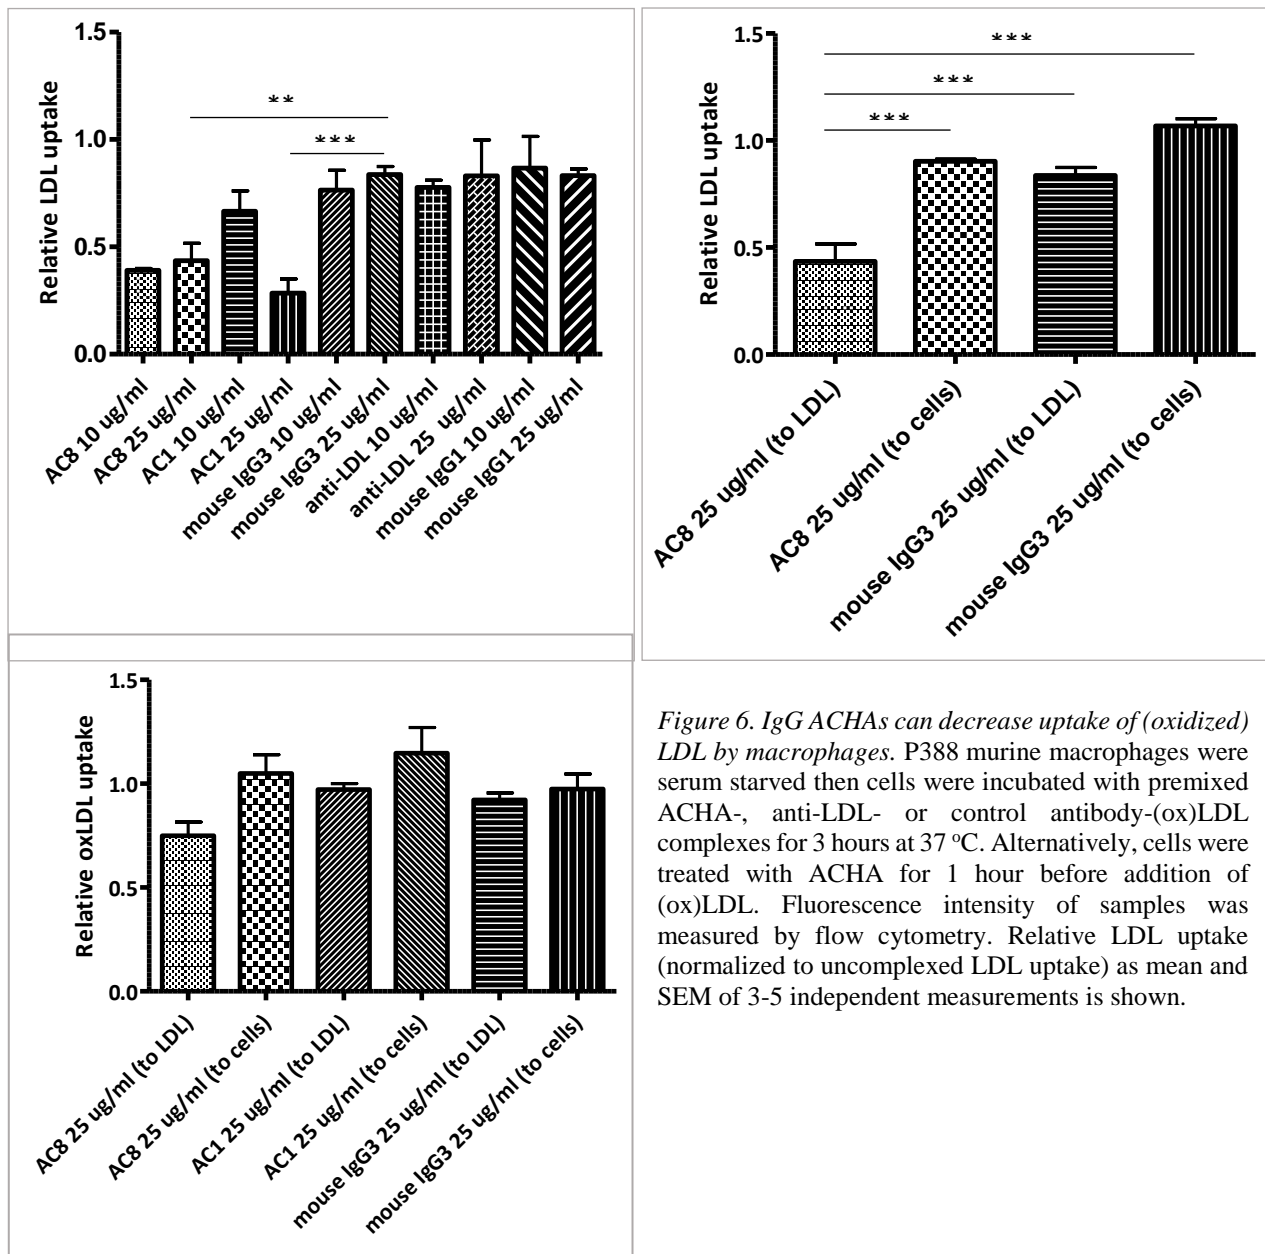 1.5
1.0
0.5
0.0
Relative LDL uptake
**
***
AC8 10 ug/ml
AC8 25 ug/ml
AC1 10 ug/ml
AC1 25 ug/ml
mouse IgG3 10 ug/ml
mouse IgG3 25 ug/ml
anti-LDL 10 ug/ml
anti-LDL 25 ug/ml
mouse IgG1 10 ug/ml
mouse IgG1 25 ug/ml
1.5
1.0
0.5
0.0
Relative LDL uptake
***
***
***
AC8 25 ug/ml (to LDL)
AC8 25 ug/ml (to cells)
mouse IgG3 25 ug/ml (to LDL)
mouse IgG3 25 ug/ml (to cells)
1.5
1.0
0.5
0.0
Relative oxLDL uptake
AC8 25 ug/ml (to LDL)
AC8 25 ug/ml (to cells)
AC1 25 ug/ml (to LDL)
AC1 25 ug/ml (to cells)
mouse IgG3 25 ug/ml (to LDL)
mouse IgG3 25 ug/ml (to cells)
Figure 6. IgG ACHAs can decrease uptake of (oxidized)
LDL by macrophages. P388 murine macrophages were
serum starved then cells were incubated with premixed
ACHA-, anti-LDL- or control antibody-(ox)LDL
complexes for 3 hours at 37 °C. Alternatively, cells were
treated with ACHA for 1 hour before addition of
(ox)LDL. Fluorescence intensity of samples was
measured by flow cytometry. Relative LDL uptake
(normalized to uncomplexed LDL uptake) as mean and
SEM of 3-5 independent measurements is shown.